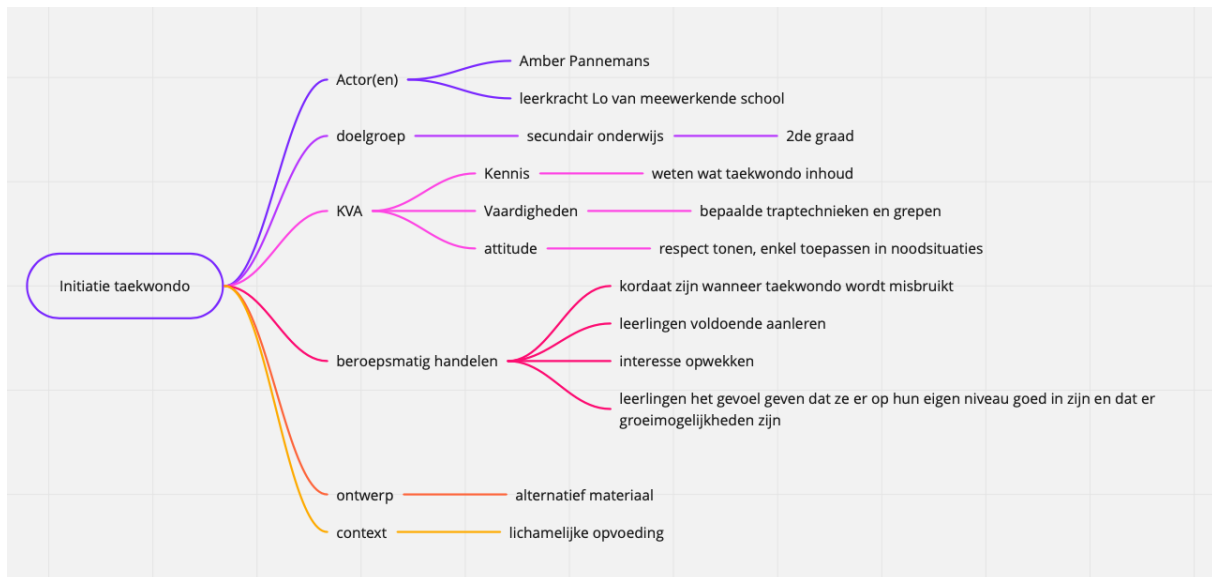 Initiatie taekwondo
Actor(en)
Amber Pannemans
leerkracht Lo van meewerkende school
doelgroep
secundair onderwijs
2de graad
KVA
Kennis
weten wat taekwondo inhoud
Vaardigheden
bepaalde traptechnieken en grepen
attitude
respect tonen, enkel toepassen in noodsituaties
beroepsmatig handelen
kordaat zijn wanneer taekwondo wordt misbruikt
leerlingen voldoende aanleren
interesse opwekken
leerlingen het gevoel geven dat ze er op hun eigen niveau goed in zijn en dat er
groeimogelijkheden zijn
ontwerp
alternatief materiaal
context
lichamelijke opvoeding